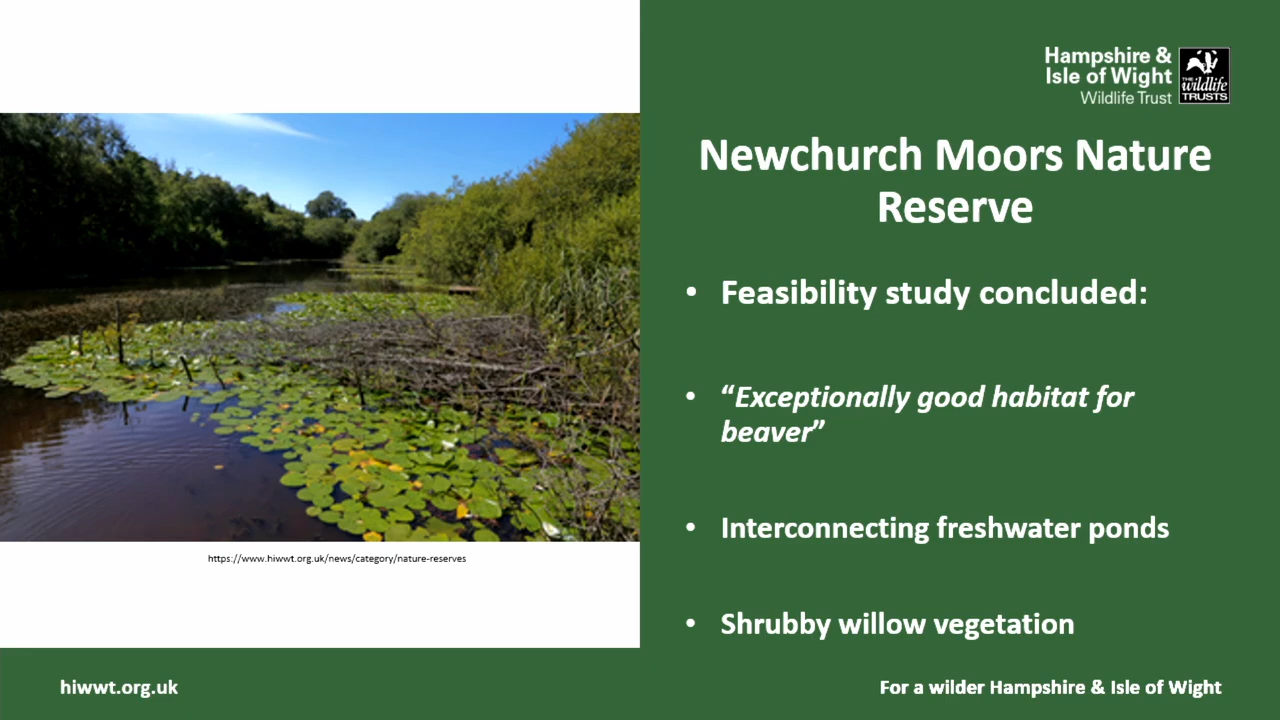 Hampshire &
Isle of Wight
Wildlife Trust
THE
wildlife
TRUSTS
Newchurch Moors Nature
Reserve
• Feasibility study concluded:
• “Exceptionally good habitat for
beaver”
• Interconnecting freshwater ponds
• Shrubby willow vegetation
https://www.hiwwt.org.uk/news/category/nature-reserves
hiwwt.org.uk
For a wilder Hampshire & Isle of Wight